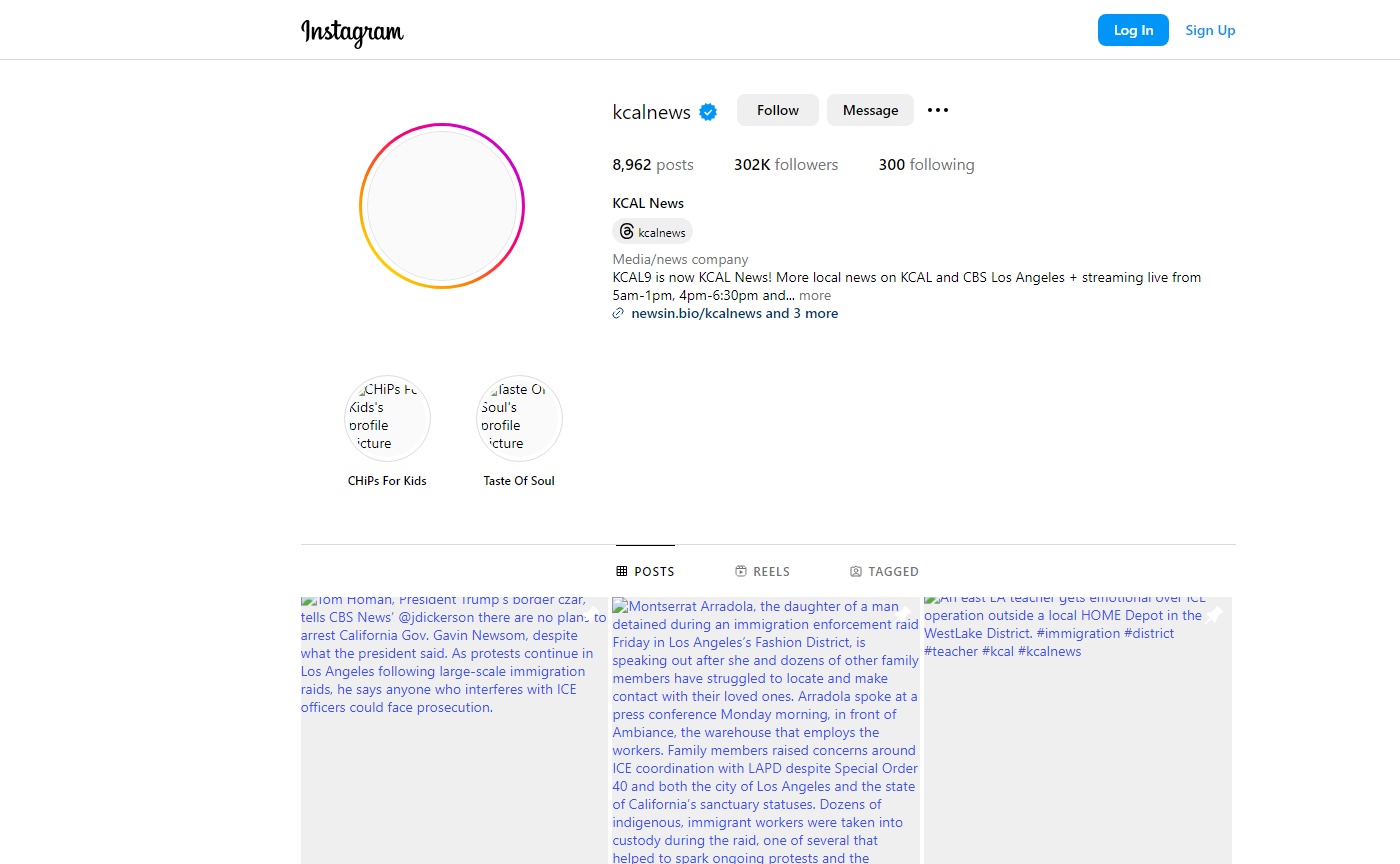 Instagram
Log In
Sign Up
kcalnews
Follow
Message
8,962 posts
302K followers
300 following
KCAL News
kcalnews
Media/news company
KCAL9 is now KCAL News! More local news on KCAL and CBS Los Angeles + streaming live from
5am-1pm, 4pm-6:30pm and... more
newsin.bio/kcalnews and 3 more
CHiPs For
Kids's
profile
picture
Taste Of
Soul's
profile
picture
CHiPs For Kids
Taste Of Soul
POSTS
REELS
TAGGED
Tom Homan, President Trump's border czar,
tells CBS News' @jdickerson there are no plans to
arrest California Gov. Gavin Newsom, despite
what the president said. As protests continue in
Los Angeles following large-scale immigration
raids, he says anyone who interferes with ICE
officers could face prosecution.
Montserrat Arradola, the daughter of a man
detained during an immigration enforcement raid
Friday in Los Angeles’s Fashion District, is
speaking out after she and dozens of other family
members have struggled to locate and make
contact with their loved ones. Arradola spoke at a
press conference Monday morning, in front of
Ambiance, the warehouse that employs the
workers. Family members raised concerns around
ICE coordination with LAPD despite Special Order
40 and both the city of Los Angeles and the state
of California’s sanctuary statuses. Dozens of
indigenous, immigrant workers were taken into
custody during the raid, one of several that
helped to spark ongoing protests and the
An east LA teacher gets emotional over ICE
operation outside a local HOME Depot in the
WestLake District. #immigration #district
#teacher #kcal #kcalnews